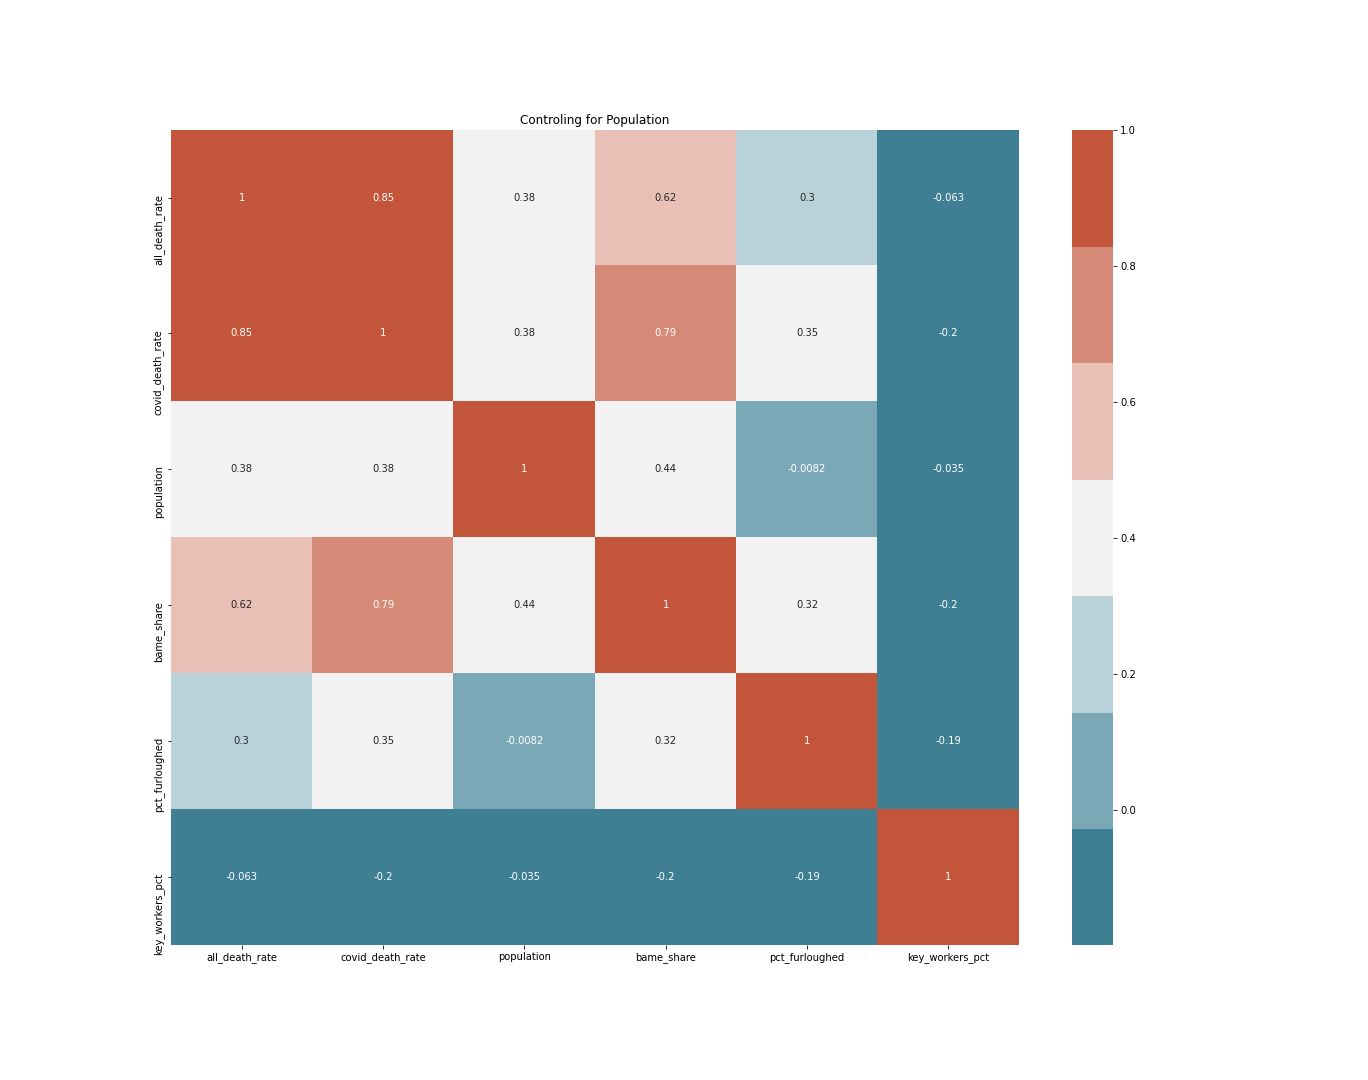 Controling for Population
all_death_rate 1 0.85 0.38 0.62 0.3 -0.063
covid_death_rate 0.85 1 0.38 0.79 0.35 -0.2
population 0.38 0.38 1 0.44 -0.0082 -0.035
bame_share 0.62 0.79 0.44 1 0.32 -0.2
pct_furloughed 0.3 0.35 -0.0082 0.32 1 -0.19
key_workers_pct -0.063 -0.2 -0.035 -0.2 -0.19 1
all_death_rate covid_death_rate population bame_share pct_furloughed key_workers_pct
1.0
0.8
0.6
0.4
0.2
0.0